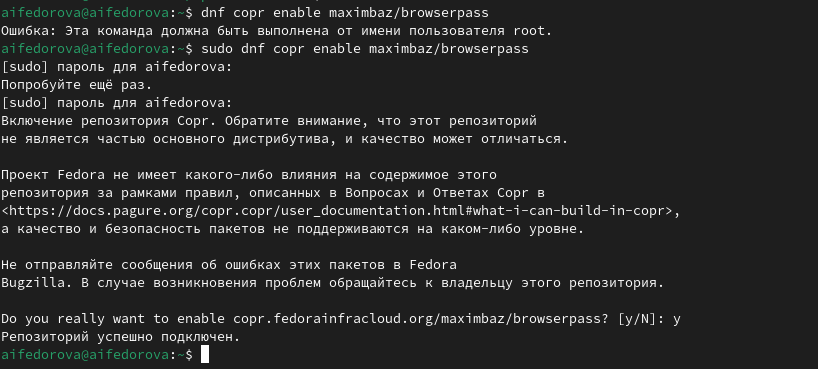 aifedorova@aifedorova:~$ dnf copr enable maximbaz/browserpass
Ошибка: Эта команда должна быть выполнена от имени пользователя root.
aifedorova@aifedorova:~$ sudo dnf copr enable maximbaz/browserpass
[sudo] пароль для aifedorova:
Попробуйте ещё раз.
[sudo] пароль для aifedorova:
Включение репозитория Copr. Обратите внимание, что этот репозиторий
не является частью основного дистрибутива, и качество может отличаться.
Проект Fedora не имеет какого-либо влияния на содержимое этого
репозитория за рамками правил, описанных в Вопросах и Ответах Copr в
<https://docs.pagure.org/copr.copr/user_documentation.html#what-i-can-build-in-copr>,
а качество и безопасность пакетов не поддерживаются на каком-либо уровне.
Не отправляйте сообщения об ошибках этих пакетов в Fedora
Bugzilla. В случае возникновения проблем обращайтесь к владельцу этого репозитория.
Do you really want to enable copr.fedorainfracloud.org/maximbaz/browserpass? [y/N]: y
Репозиторий успешно подключен.
aifedorova@aifedorova:~$